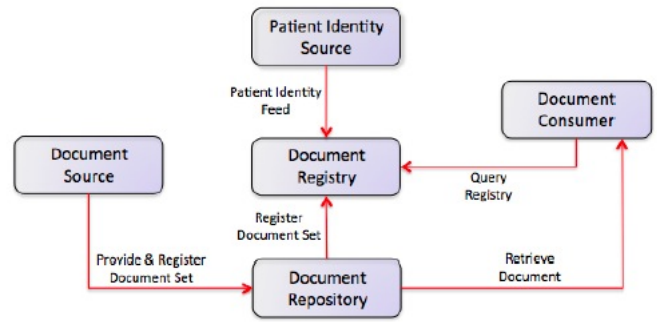 Patient Identity
Source
Patient Identity
Feed
Document
Consumer
Document
Source
Document
Registry
Query
Registry
Register
Document Set
Provide & Register
Document Set
Document
Repository
Retrieve
Document